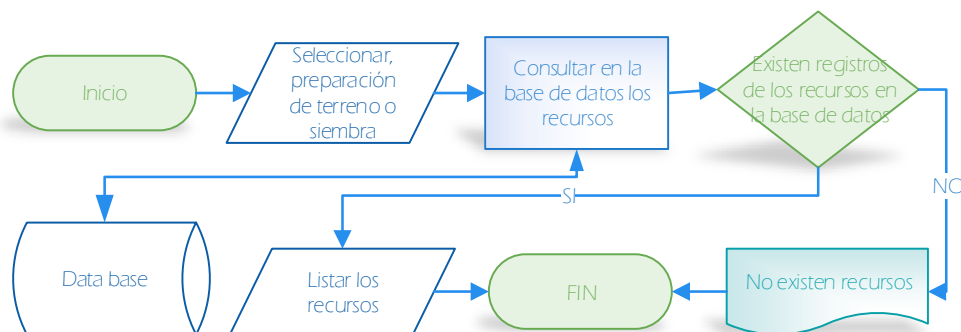 Inicio
Seleccionar,
preparación
de terreno o
siembra
Consultar en la
base de datos los
recursos
Existen registros
de los recursos en
la base de datos
SI
NO
Data base
Listar los
recursos
FIN
No existen recursos